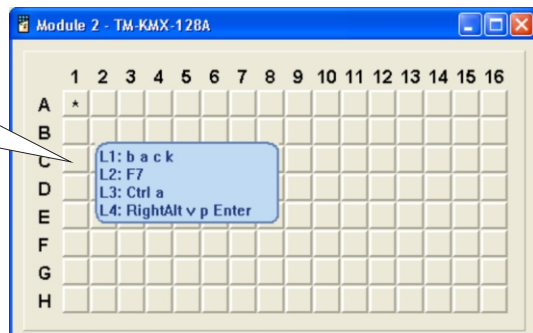 Module 2 - TM-KMX-128A
1 2 3 4 5 6 7 8 9 10 11 12 13 14 15 16
A *
B
C
D
E
F
G
H
L1: b a c k
L2: F7
L3: Ctrl a
L4: RightAlt v p Enter